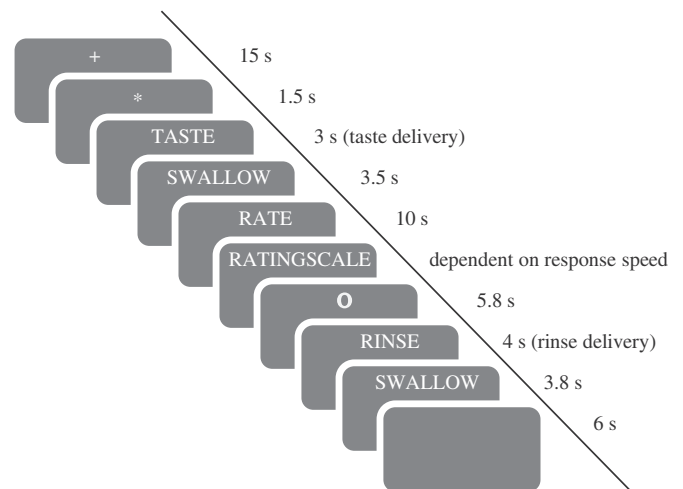 +
15 s
*
1.5 s
TASTE
3 s (taste delivery)
SWALLOW
3.5 s
RATE
10 s
RATINGSCALE
dependent on response speed
O
5.8 s
RINSE
4 s (rinse delivery)
SWALLOW
3.8 s
6 s